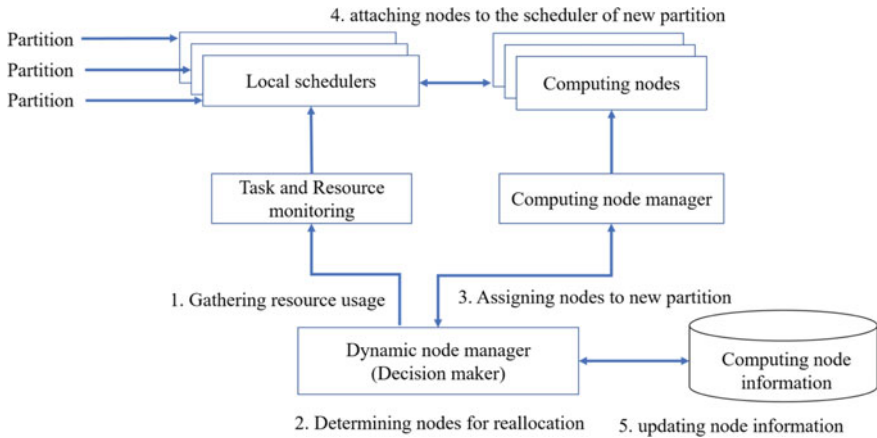 4. attaching nodes to the scheduler of new partition
Partition
Partition
Partition
Local schedulers
Computing nodes
Task and Resource
monitoring
Computing node manager
1. Gathering resource usage
3. Assigning nodes to new partition
Dynamic node manager
(Decision maker)
Computing node
information
2. Determining nodes for reallocation
5. updating node information